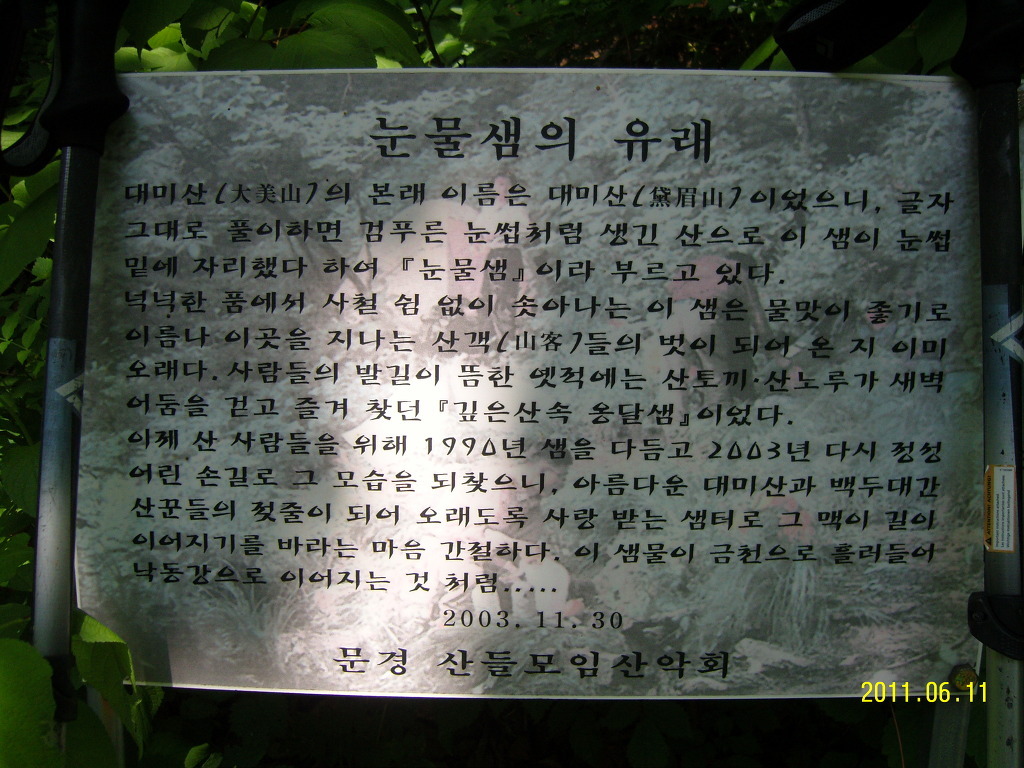 눈물샘의 유래
대미산(大美山)의 본래 이름은 대미산(黛眉山)이었으니, 글자
그대로 풀이하면 검푸른 눈썹처럼 생긴 산으로 이 샘이 눈썹
밑에 자리했다 하여 『눈물샘』이라 부르고 있다.
넉넉한 품에서 사철 쉼 없이 솟아나는 이 샘은 물맛이 좋기로
이름나 이곳을 지나는 산객(山客)들의 벗이 되어 온 지 이미
오래다. 사람들의 발길이 뜸한 옛적에는 산토끼·산노루가 새벽
어둠을 걷고 즐겨 찾던 『깊은산속 옹달샘』이었다.
이제 산 사람들을 위해 1990년 샘을 다듬고 2003년 다시 정성
어린 손길로 그 모습을 되찾으니, 아름다운 대미산과 백두대간
산꾼들의 젖줄이 되어 오래도록 사랑 받는 샘터로 그 맥이 길이
이어지기를 바라는 마음 간절하다. 이 샘물이 금천으로 흘러들어
낙동강으로 이어지는 것 처럼.....
2003. 11. 30
문경 산들모임산악회
2011.06.11